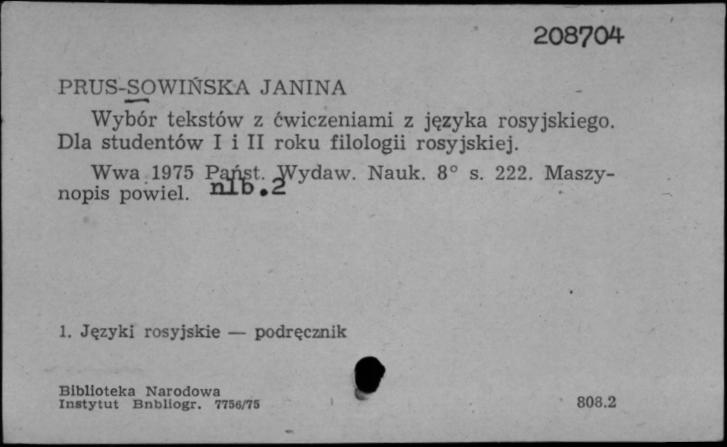 208704
PRUS-SOWIŃSKA JANINA
Wybór tekstów z ćwiczeniami z języka rosyjskiego.
Dla studentów I i II roku filologii rosyjskiej.
Wwa 1975 Państ. Wydaw. Nauk. 8° s. 222. Maszy-
nopis powiel. nlb.2
1. Języki rosyjskie — podręcznik
Biblioteka Narodowa
Instytut Bnbliogr. 7756/75
808.2